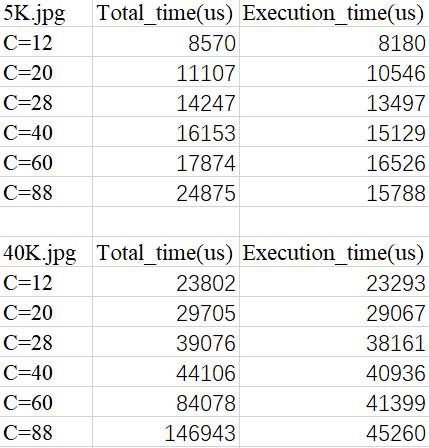 5K.jpg Total_time(us) Execution_time(us)
C=12 8570 8180
C=20 11107 10546
C=28 14247 13497
C=40 16153 15129
C=60 17874 16526
C=88 24875 15788
40K.jpg Total_time(us) Execution_time(us)
C=12 23802 23293
C=20 29705 29067
C=28 39076 38161
C=40 44106 40936
C=60 84078 41399
C=88 146943 45260